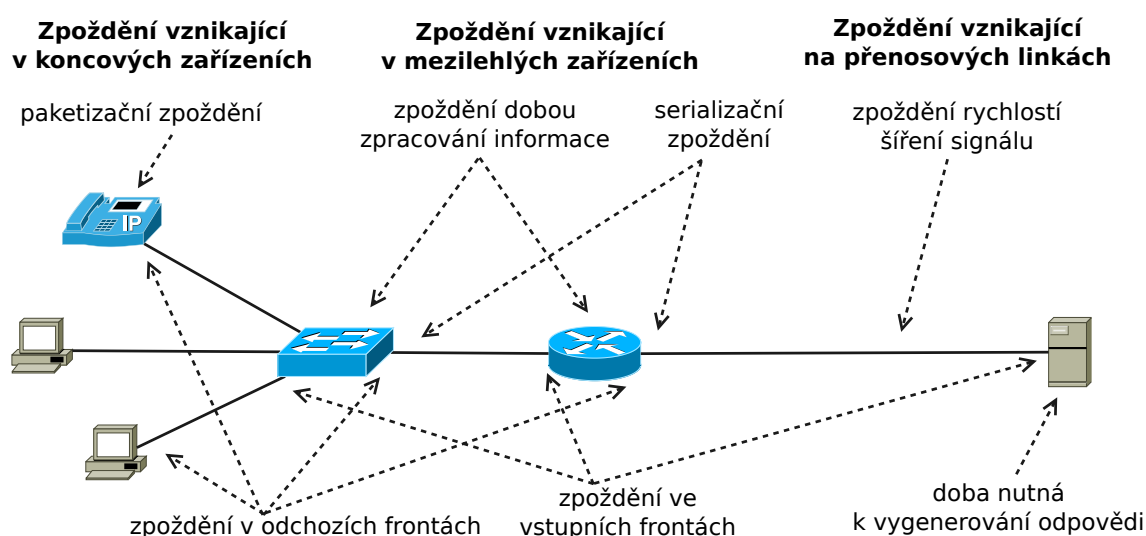 Zpoždění vznikající
v koncových zařízeních
Zpoždění vznikající
v mezilehlých zařízeních
Zpoždění vznikající
na přenosových linkách
paketizační zpoždění
zpoždění dobou
zpracování informace
serializační
zpoždění
zpoždění rychlostí
šíření signálu
IP
zpoždění v odchozích frontách
zpoždění ve
vstupních frontách
doba nutná
k vygenerování odpovědi